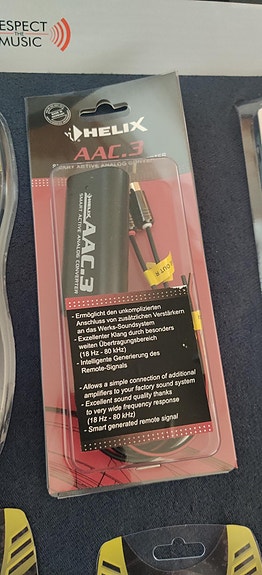 ESPECT
THE
MUSIC
HELIX
AAC.3
SMART ACTIVE ANALOG CONVERTER
HELIX
AAC.3
SMART ACTIVE ANALOG CONVERTER
OUT
- Ermöglicht den unkomplizierten
Anschluss von zusätzlichen Verstärkern
an das Werks-Soundsystem
- Exzellenter Klang durch besonders
weiten Übertragungsbereich
(18 Hz - 80 kHz)
- Intelligente Generierung des
Remote-Signals
- Allows a simple connection of additional
amplifiers to your factory sound system
- Excellent sound quality thanks
to very wide frequency response
(18 Hz - 80 kHz)
- Smart generated remote signal